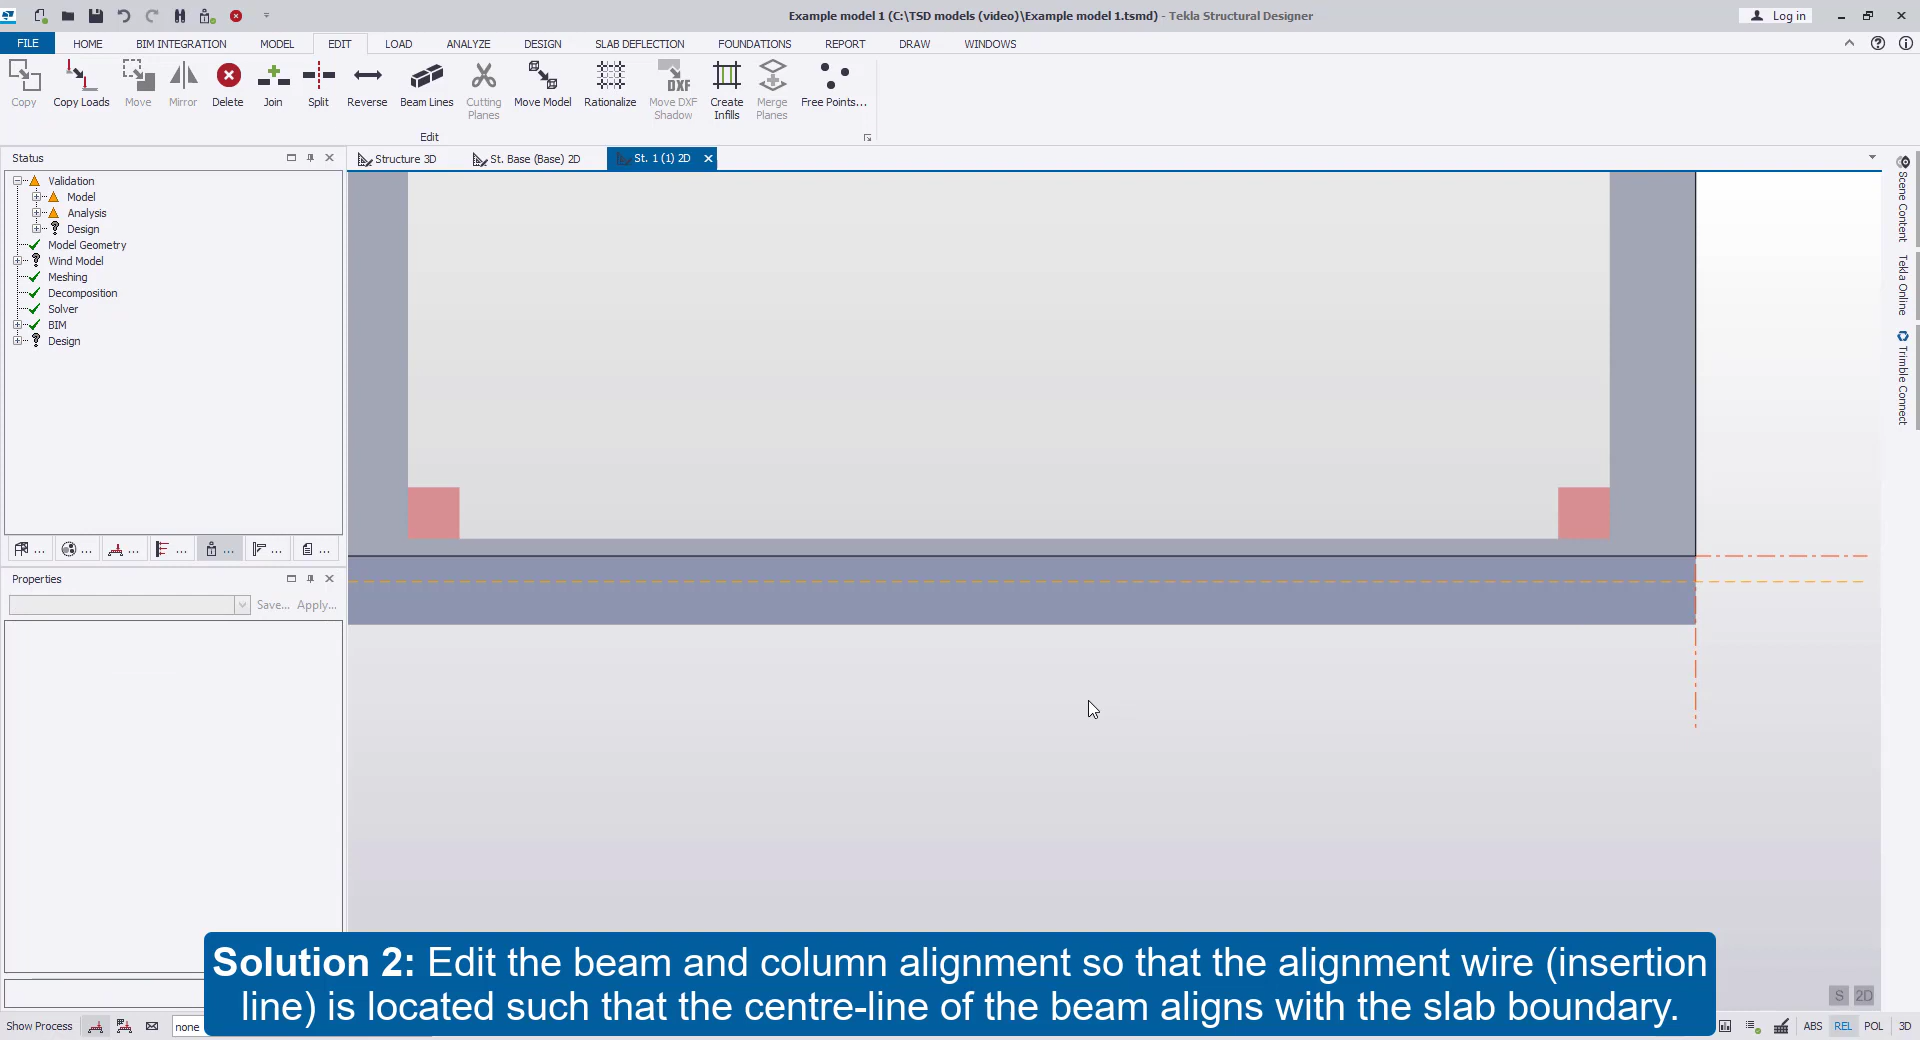 Example model 1 (C:\TSD models (video)\Example model 1.tsmd) - Tekla Structural Designer
Log in
FILE HOME BIM INTEGRATION MODEL EDIT LOAD ANALYZE DESIGN SLAB DEFLECTION FOUNDATIONS REPORT DRAW WINDOWS
Copy Copy Loads Move Mirror Delete Join Split Reverse Beam Lines Cutting Planes Move Model Rationalize Move DXF Shadow Create Infills Merge Planes Free Points...
Edit
Status
Structure 3D St. Base (Base) 2D St. 1 (1) 2D
Validation
Model
Analysis
Design
Model Geometry
Wind Model
Meshing
Decomposition
Solver
BIM
Design
Scene Content
Tekla Online
Trimble Connect
Properties
Save... Apply...
Solution 2: Edit the beam and column alignment so that the alignment wire (insertion
line) is located such that the centre-line of the beam aligns with the slab boundary.
S 2D
Show Process none ABS REL POL 3D